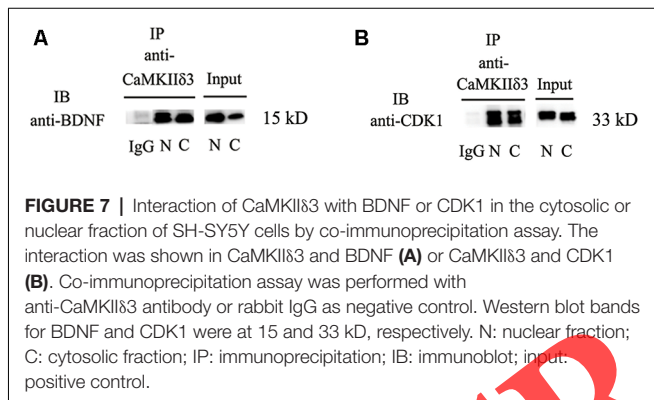 A
IP
anti-
CaMKIIδ3 Input
IB
anti-BDNF
15 kD
IgG N C N C
B
IP
anti-
CaMKIIδ3 Input
IB
anti-CDK1
33 kD
IgG N C N C
FIGURE 7 | Interaction of CaMKIIδ3 with BDNF or CDK1 in the cytosolic or
nuclear fraction of SH-SY5Y cells by co-immunoprecipitation assay. The
interaction was shown in CaMKIIδ3 and BDNF (A) or CaMKIIδ3 and CDK1
(B). Co-immunoprecipitation assay was performed with
anti-CaMKIIδ3 antibody or rabbit IgG as negative control. Western blot bands
for BDNF and CDK1 were at 15 and 33 kD, respectively. N: nuclear fraction;
C: cytosolic fraction; IP: immunoprecipitation; IB: immunoblot; input:
positive control.